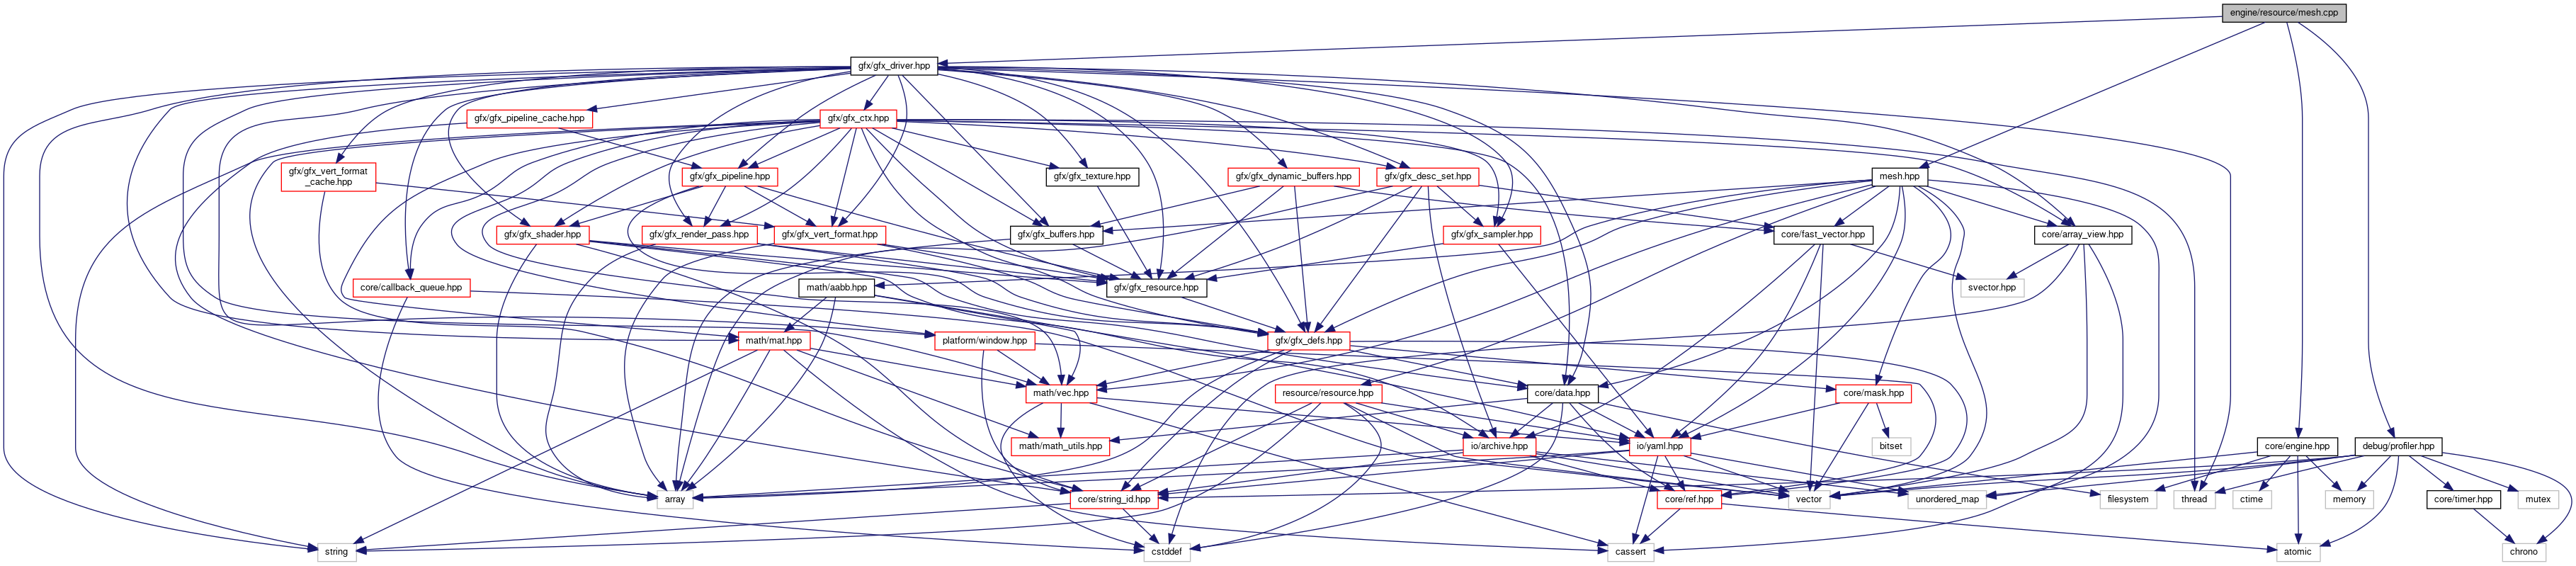 engine/resource/mesh.cpp
gfx/gfx_driver.hpp
gfx/gfx_pipeline_cache.hpp
gfx/gfx_ctx.hpp
gfx/gfx_vert_format
_cache.hpp
gfx/gfx_pipeline.hpp
gfx/gfx_texture.hpp
gfx/gfx_dynamic_buffers.hpp
gfx/gfx_desc_set.hpp
mesh.hpp
gfx/gfx_shader.hpp
gfx/gfx_render_pass.hpp
gfx/gfx_vert_format.hpp
gfx/gfx_buffers.hpp
gfx/gfx_sampler.hpp
core/fast_vector.hpp
core/array_view.hpp
core/callback_queue.hpp
math/aabb.hpp
gfx/gfx_resource.hpp
svector.hpp
math/mat.hpp
platform/window.hpp
gfx/gfx_defs.hpp
math/vec.hpp
resource/resource.hpp
core/data.hpp
core/mask.hpp
math/math_utils.hpp
io/archive.hpp
io/yaml.hpp
bitset
core/engine.hpp
debug/profiler.hpp
array
core/string_id.hpp
core/ref.hpp
vector
unordered_map
filesystem
thread
ctime
memory
core/timer.hpp
mutex
string
cstddef
cassert
atomic
chrono